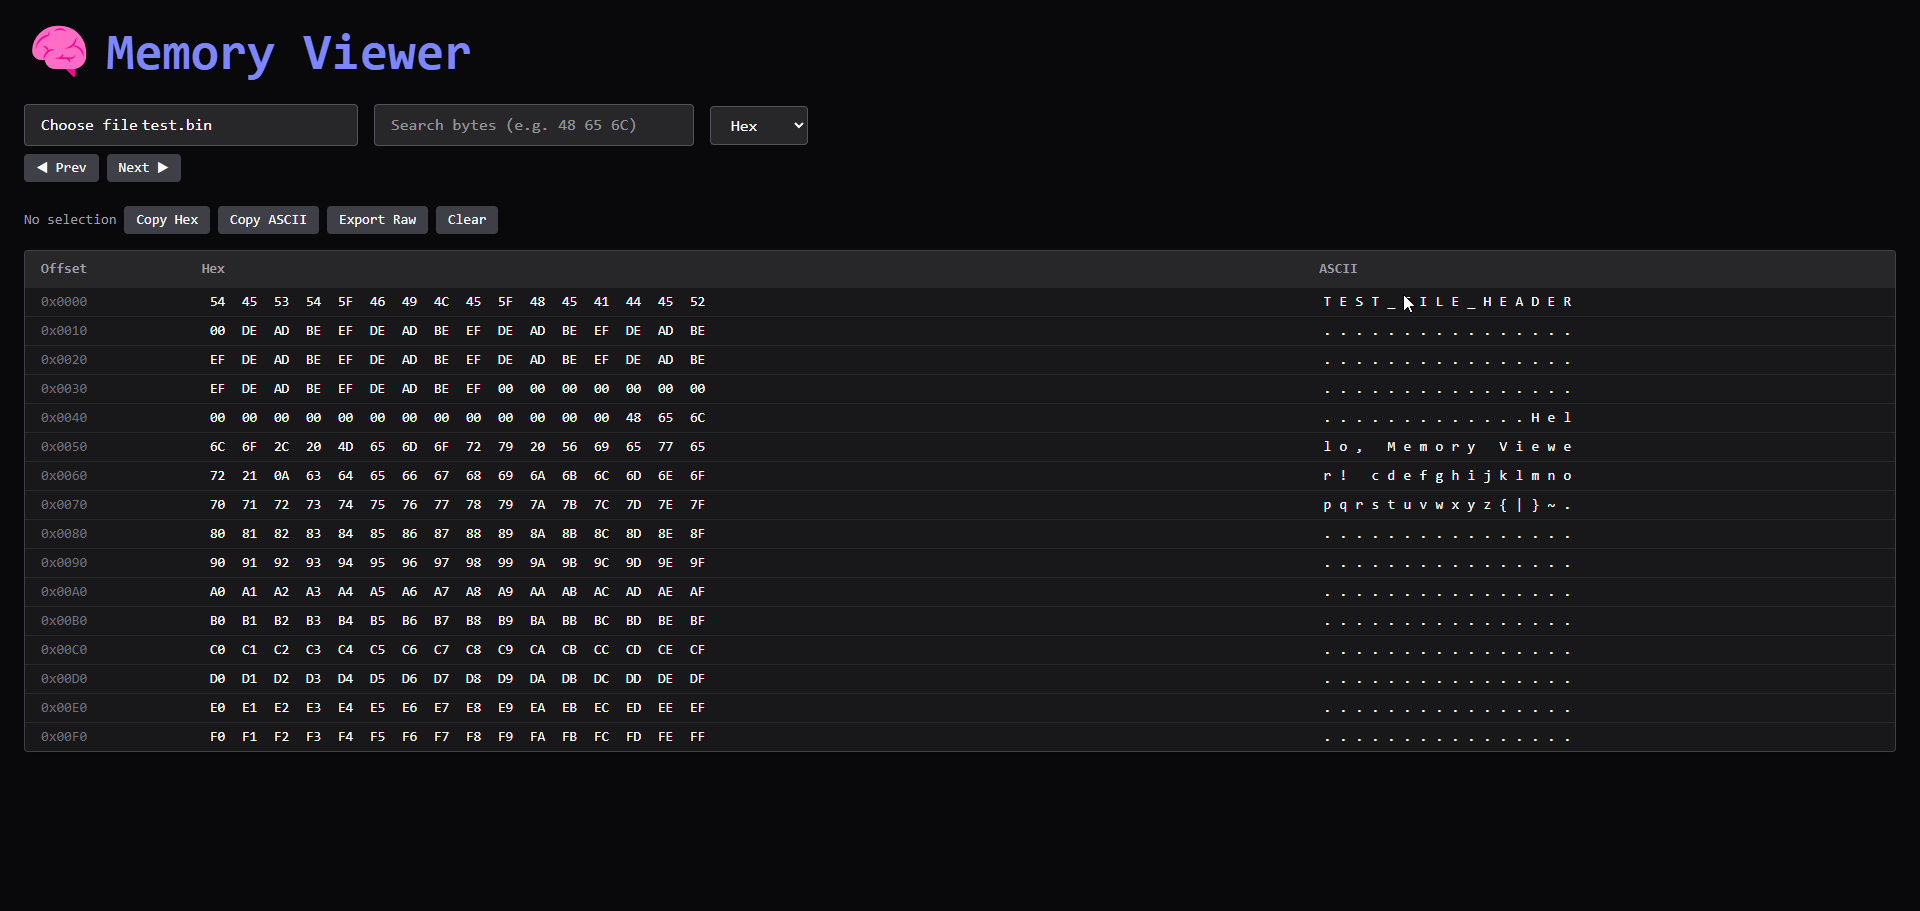 Memory Viewer
Choose file test.bin Search bytes (e.g. 48 65 6C) Hex
◀ Prev Next ▶
No selection Copy Hex Copy ASCII Export Raw Clear
Offset Hex ASCII
0x0000 54 45 53 54 5F 46 49 4C 45 5F 48 45 41 44 45 52 T E S T _ F I L E _ H E A D E R
0x0010 00 DE AD BE EF DE AD BE EF DE AD BE EF DE AD BE . . . . . . . . . . . . . . . .
0x0020 EF DE AD BE EF DE AD BE EF DE AD BE EF DE AD BE . . . . . . . . . . . . . . . .
0x0030 EF DE AD BE EF DE AD BE EF 00 00 00 00 00 00 00 . . . . . . . . . . . . . . . .
0x0040 00 00 00 00 00 00 00 00 00 00 00 00 00 48 65 6C . . . . . . . . . . . . . H e l
0x0050 6C 6F 2C 20 4D 65 6D 6F 72 79 20 56 69 65 77 65 l o ,   M e m o r y   V i e w e
0x0060 72 21 0A 63 64 65 66 67 68 69 6A 6B 6C 6D 6E 6F r !   c d e f g h i j k l m n o
0x0070 70 71 72 73 74 75 76 77 78 79 7A 7B 7C 7D 7E 7F p q r s t u v w x y z { | } ~ .
0x0080 80 81 82 83 84 85 86 87 88 89 8A 8B 8C 8D 8E 8F . . . . . . . . . . . . . . . .
0x0090 90 91 92 93 94 95 96 97 98 99 9A 9B 9C 9D 9E 9F . . . . . . . . . . . . . . . .
0x00A0 A0 A1 A2 A3 A4 A5 A6 A7 A8 A9 AA AB AC AD AE AF . . . . . . . . . . . . . . . .
0x00B0 B0 B1 B2 B3 B4 B5 B6 B7 B8 B9 BA BB BC BD BE BF . . . . . . . . . . . . . . . .
0x00C0 C0 C1 C2 C3 C4 C5 C6 C7 C8 C9 CA CB CC CD CE CF . . . . . . . . . . . . . . . .
0x00D0 D0 D1 D2 D3 D4 D5 D6 D7 D8 D9 DA DB DC DD DE DF . . . . . . . . . . . . . . . .
0x00E0 E0 E1 E2 E3 E4 E5 E6 E7 E8 E9 EA EB EC ED EE EF . . . . . . . . . . . . . . . .
0x00F0 F0 F1 F2 F3 F4 F5 F6 F7 F8 F9 FA FB FC FD FE FF . . . . . . . . . . . . . . . .